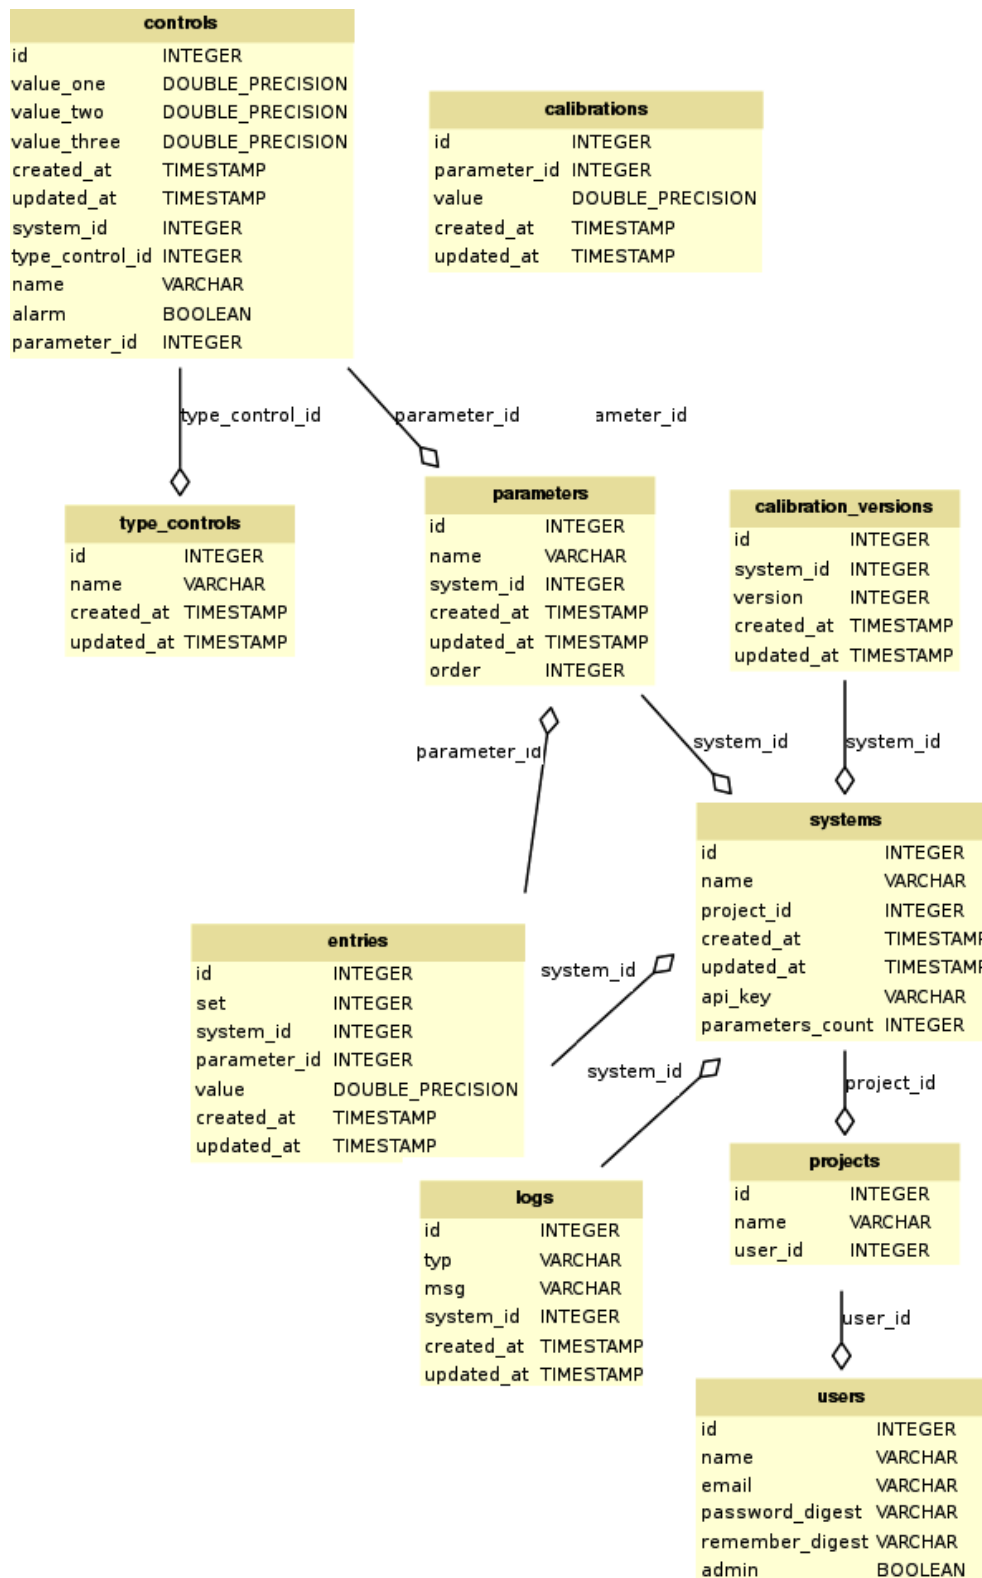 controls
id INTEGER
value_one DOUBLE_PRECISION
value_two DOUBLE_PRECISION
value_three DOUBLE_PRECISION
created_at TIMESTAMP
updated_at TIMESTAMP
system_id INTEGER
type_control_id INTEGER
name VARCHAR
alarm BOOLEAN
parameter_id INTEGER
calibrations
id INTEGER
parameter_id INTEGER
value DOUBLE_PRECISION
created_at TIMESTAMP
updated_at TIMESTAMP
type_control_id
parameter_id
ameter_id
type_controls
id INTEGER
name VARCHAR
created_at TIMESTAMP
updated_at TIMESTAMP
parameters
id INTEGER
name VARCHAR
system_id INTEGER
created_at TIMESTAMP
updated_at TIMESTAMP
order INTEGER
calibration_versions
id INTEGER
system_id INTEGER
version INTEGER
created_at TIMESTAMP
updated_at TIMESTAMP
parameter_id
system_id
system_id
systems
id INTEGER
name VARCHAR
project_id INTEGER
created_at TIMESTAMP
updated_at TIMESTAMP
api_key VARCHAR
parameters_count INTEGER
entries
id INTEGER
set INTEGER
system_id INTEGER
parameter_id INTEGER
value DOUBLE_PRECISION
created_at TIMESTAMP
updated_at TIMESTAMP
system_id
system_id
project_id
logs
id INTEGER
typ VARCHAR
msg VARCHAR
system_id INTEGER
created_at TIMESTAMP
updated_at TIMESTAMP
projects
id INTEGER
name VARCHAR
user_id INTEGER
user_id
users
id INTEGER
name VARCHAR
email VARCHAR
password_digest VARCHAR
remember_digest VARCHAR
admin BOOLEAN